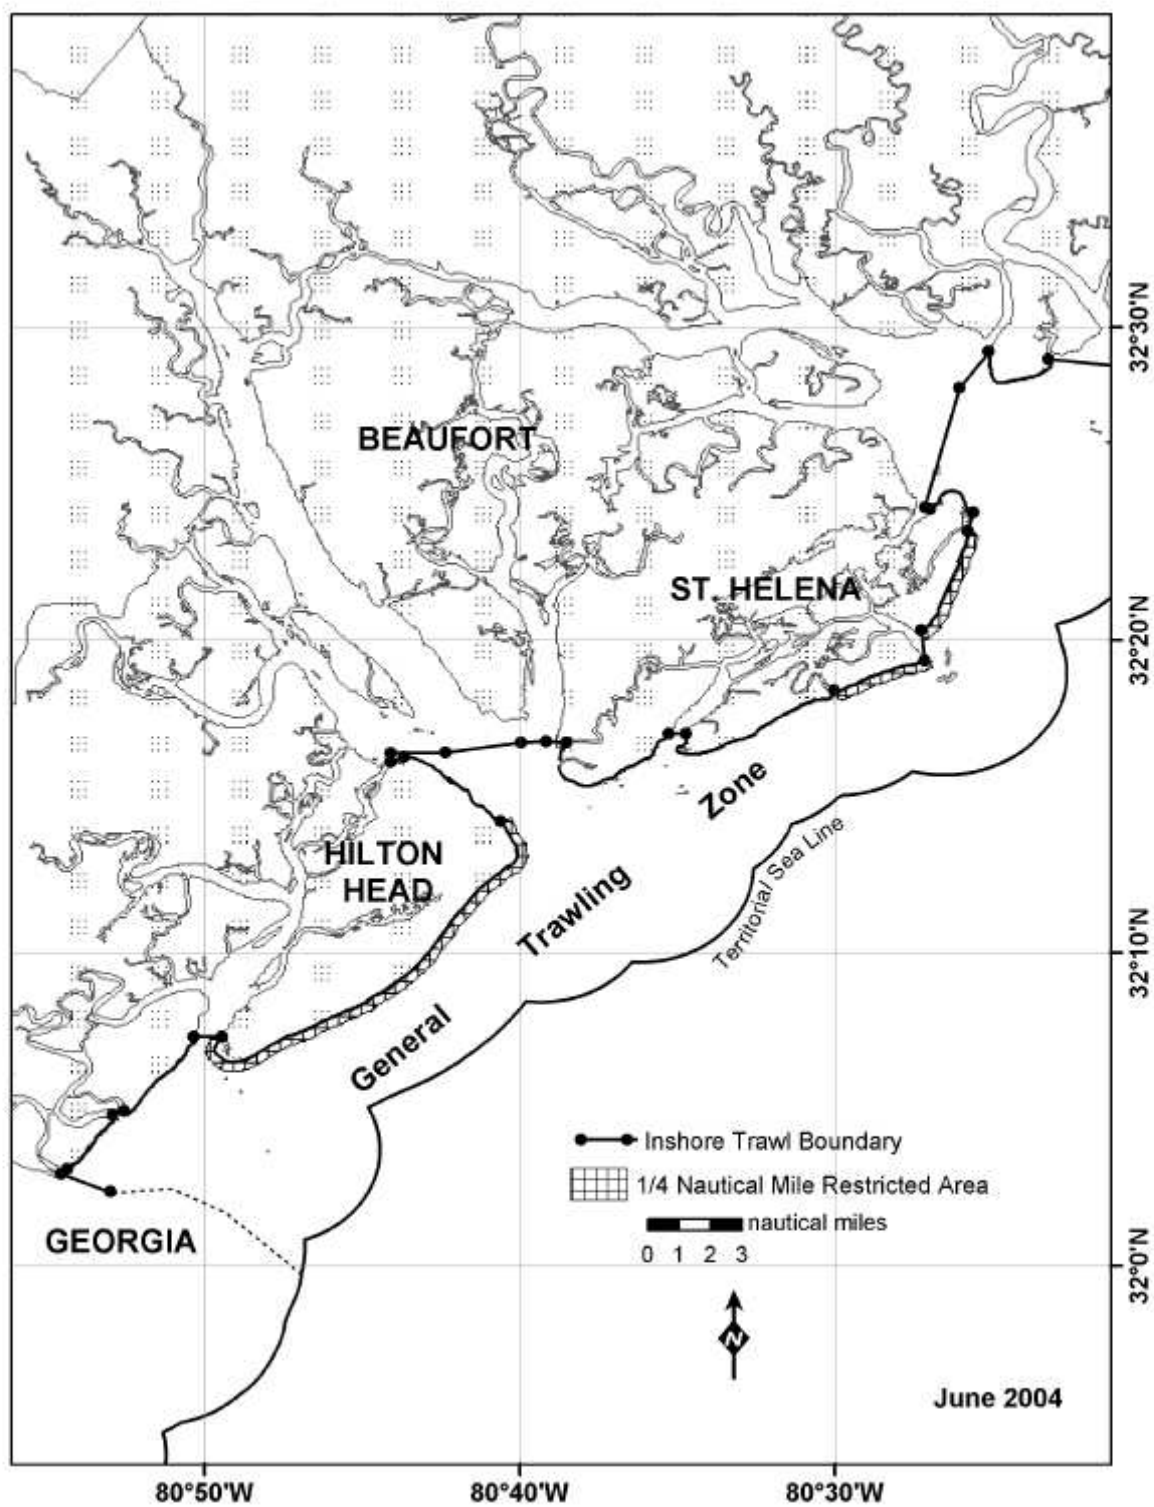 32°30'N
BEAUFORT
ST. HELENA
32°20'N
Zone
HILTON
HEAD
Trawling
Territorial Sea Line
32°10'N
General
Inshore Trawl Boundary
1/4 Nautical Mile Restricted Area
nautical miles
0 1 2 3
GEORGIA
32°0'N
N
June 2004
80°50'W 80°40'W 80°30'W